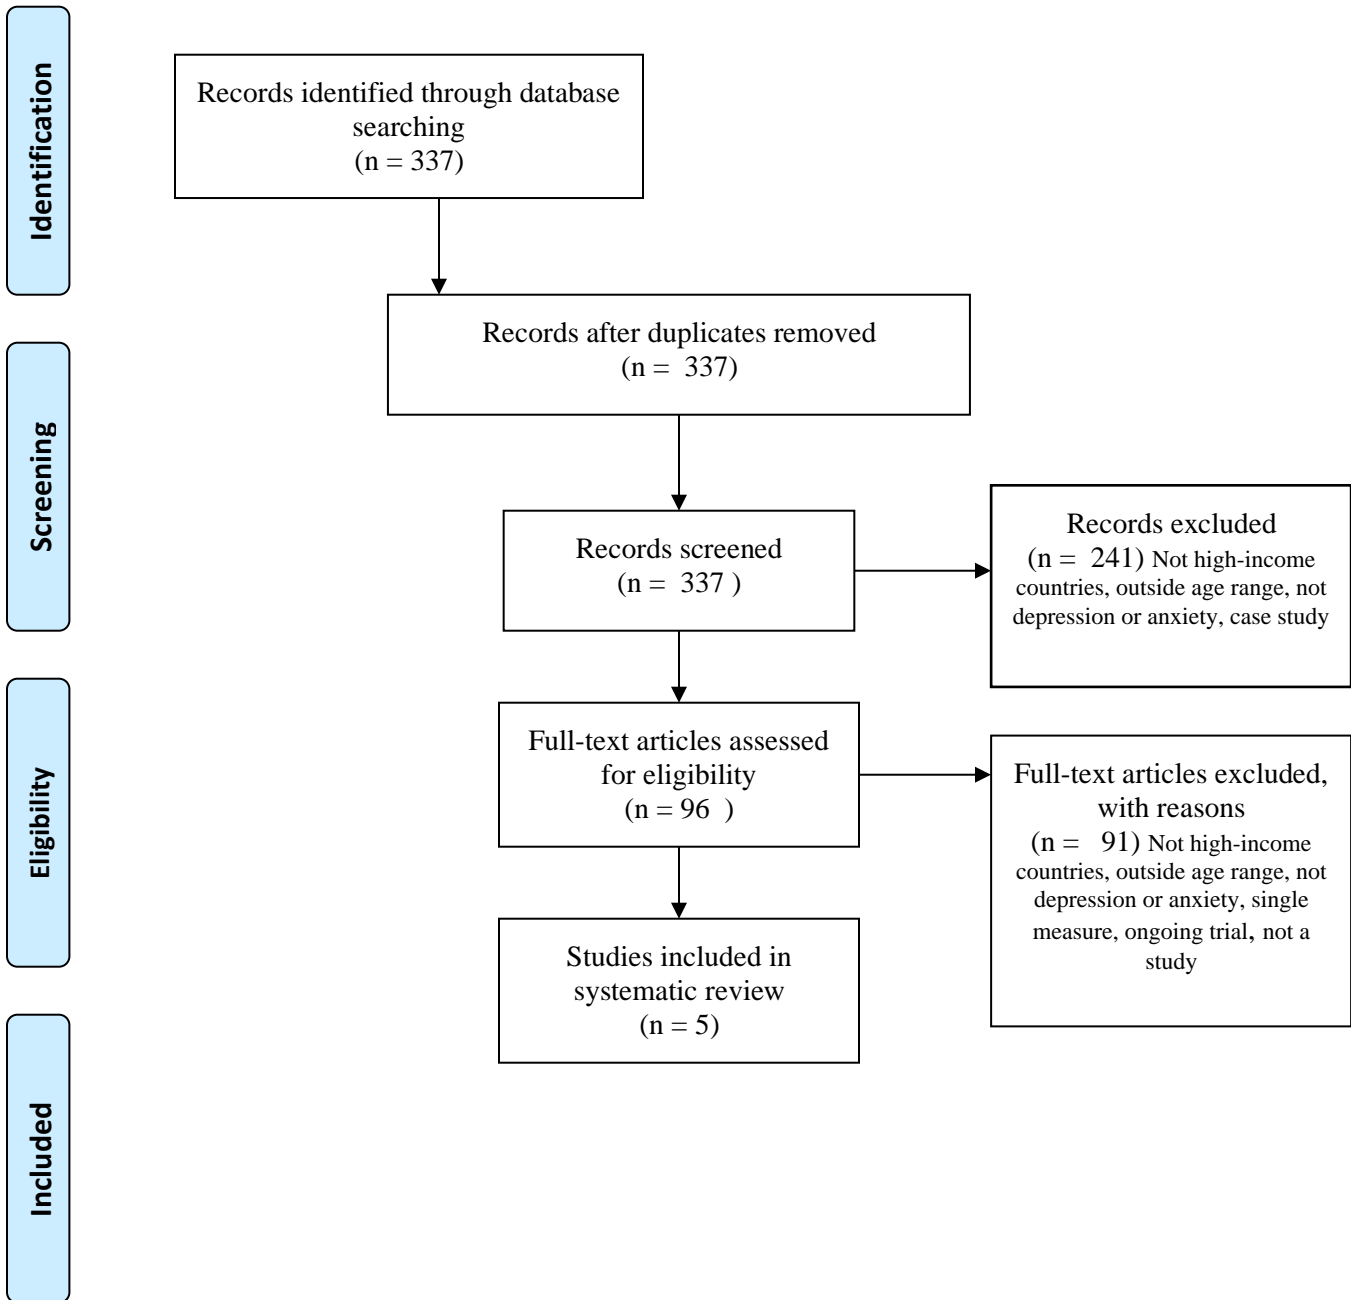 Identification
Records identified through database
searching
(n = 337)
Records after duplicates removed
(n = 337)
Screening
Records screened
(n = 337 )
Records excluded
(n = 241) Not high-income
countries, outside age range, not
depression or anxiety, case study
Eligibility
Full-text articles assessed
for eligibility
(n = 96 )
Full-text articles excluded,
with reasons
(n = 91) Not high-income
countries, outside age range, not
depression or anxiety, single
measure, ongoing trial, not a
study
Studies included in
systematic review
(n = 5)
Included